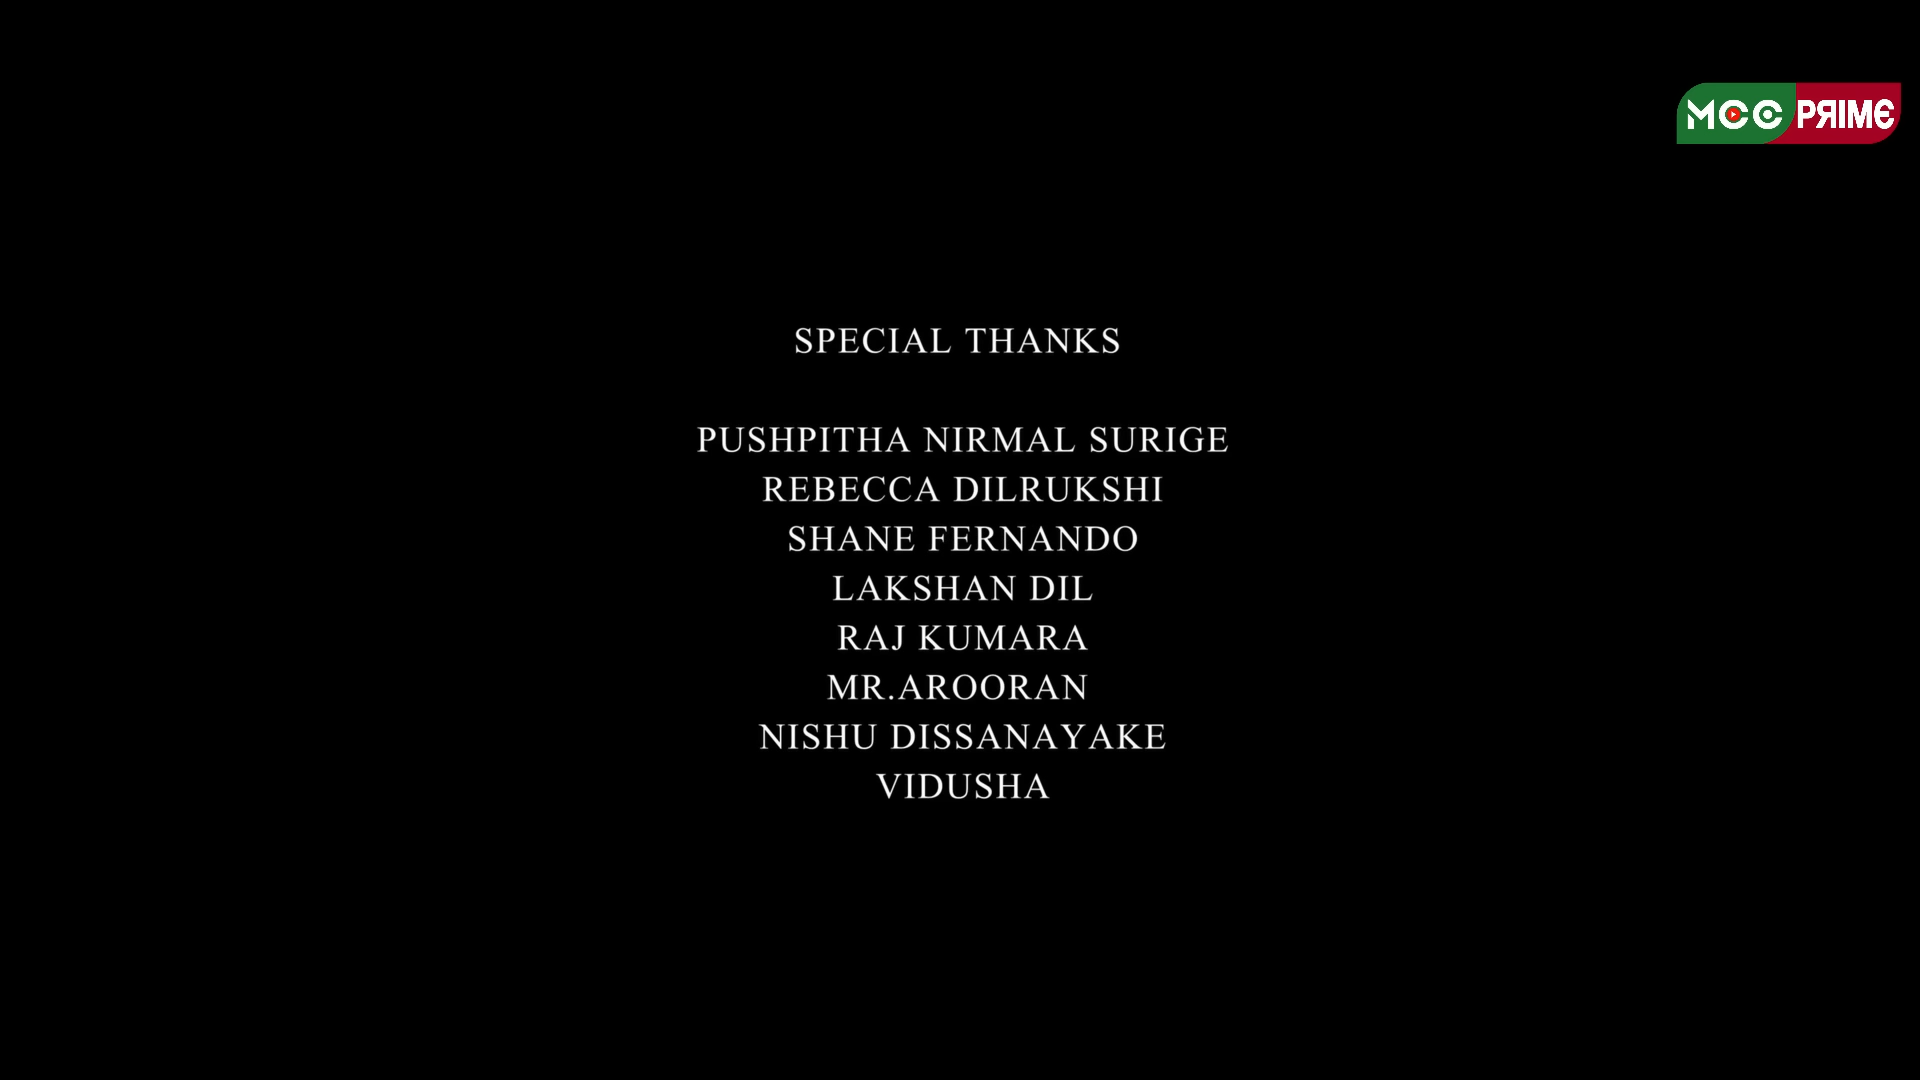 MCC PRIME
SPECIAL THANKS
PUSHPITHA NIRMAL SURIGE
REBECCA DILRUKSHI
SHANE FERNANDO
LAKSHAN DIL
RAJ KUMARA
MR.AROORAN
NISHU DISSANAYAKE
VIDUSHA